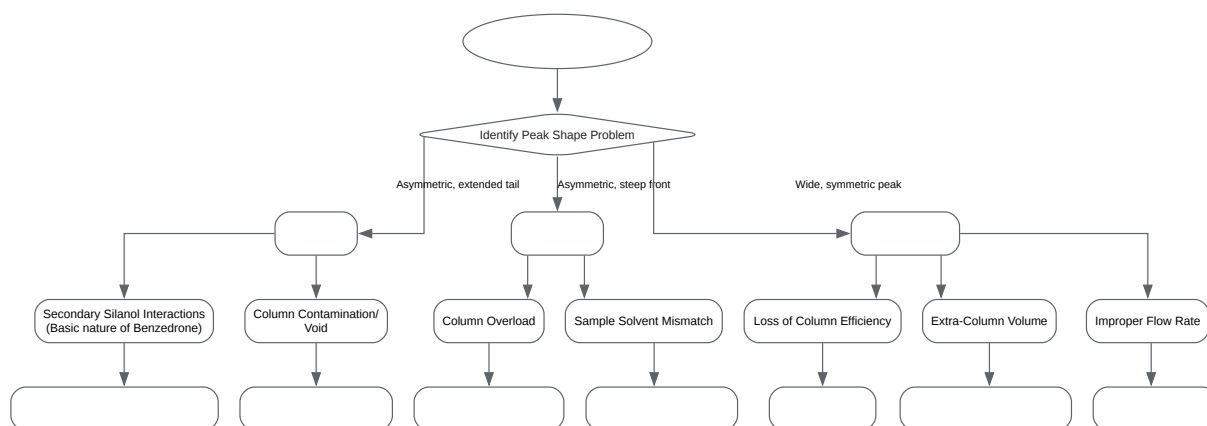 Identify Peak Shape Problem
Asymmetric, extended tail
Asymmetric, steep front
Wide, symmetric peak
Secondary Silanol Interactions
(Basic nature of Benzedrone)
Column Contamination/
Void
Column Overload
Sample Solvent Mismatch
Loss of Column Efficiency
Extra-Column Volume
Improper Flow Rate